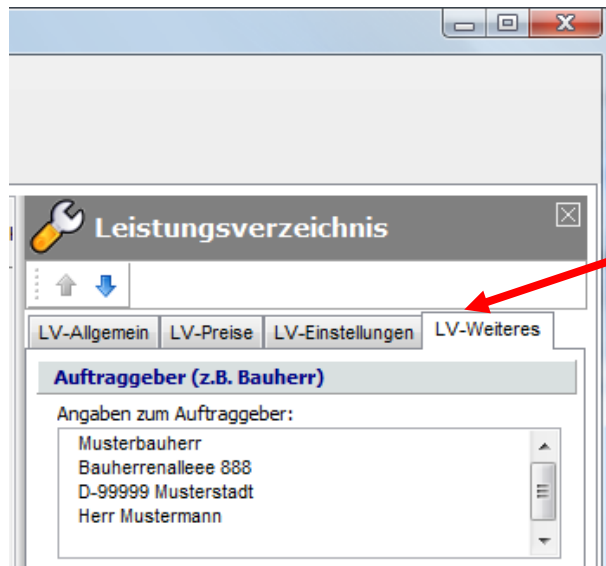 Leistungsverzeichnis
LV-Allgemein LV-Preise LV-Einstellungen LV-Weiteres
Auftraggeber (z.B. Bauherr)
Angaben zum Auftraggeber:
Musterbauherr
Bauherrenalleee 888
D-99999 Musterstadt
Herr Mustermann